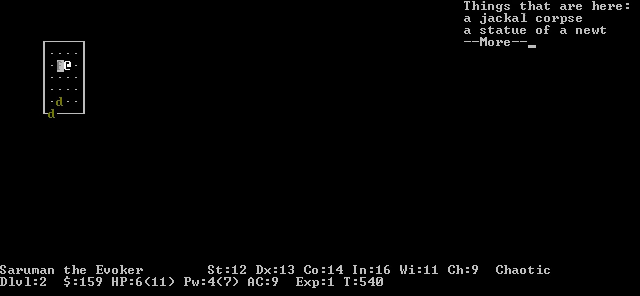 Things that are here:
a jackal corpse
a statue of a newt
--More--
. . . .
. @ .
. . . .
. . . .
. d . .
d
Saruman the Evoker St:12 Dx:13 Co:14 In:16 Wi:11 Ch:9 Chaotic
Dlvl:2 $:159 HP:6(11) Pw:4(7) AC:9 Exp:1 T:540